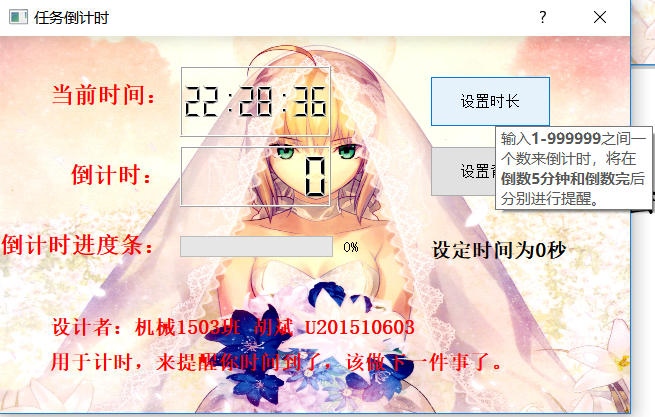 任务倒计时
?
当前时间：
22:28:36
设置时长
输入1-999999之间一
个数来倒计时，将在
倒数5分钟和倒数完后
分别进行提醒。
倒计时：
0
设置
倒计时进度条：
0%
设定时间为0秒
设计者：机械1503班 胡斌 U201510603
用于计时，来提醒你时间到了，该做下一件事了。